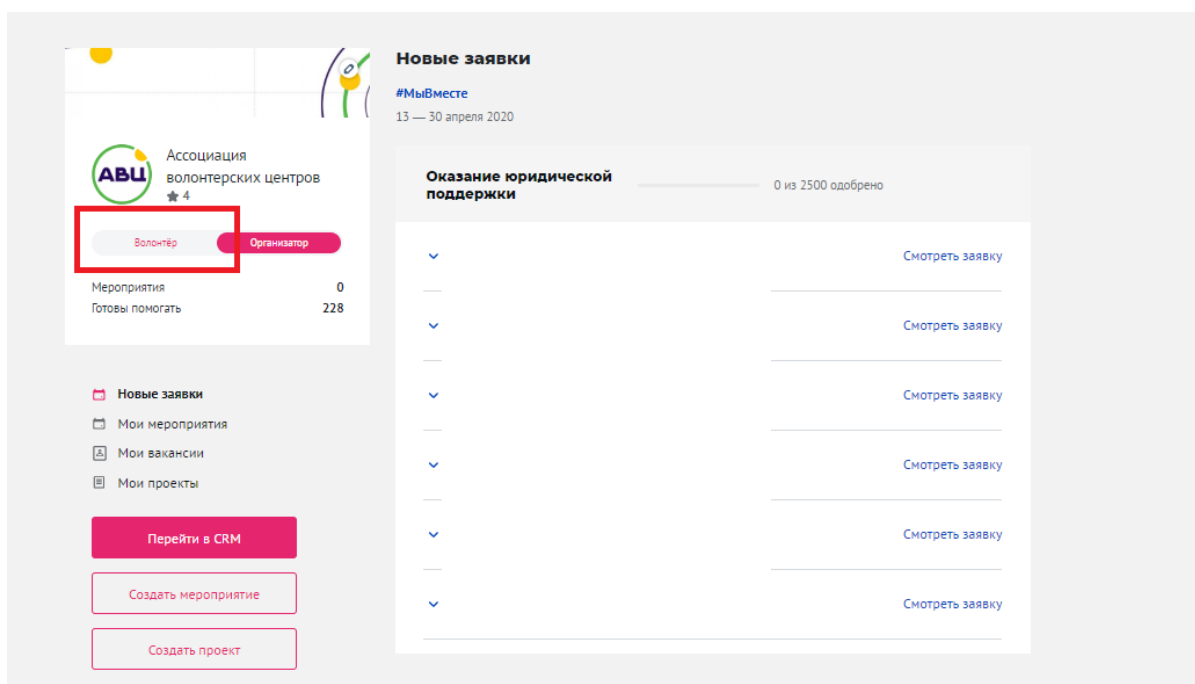 Новые заявки
#МыВместе
13 — 30 апреля 2020
АВЦ
Ассоциация
волонтерских центров
4
Волонтёр
Организатор
Мероприятия 0
Готовы помогать 228
Новые заявки
Мои мероприятия
Мои вакансии
Мои проекты
Перейти в CRM
Создать мероприятие
Создать проект
Оказание юридической
поддержки
0 из 2500 одобрено
Смотреть заявку
Смотреть заявку
Смотреть заявку
Смотреть заявку
Смотреть заявку
Смотреть заявку